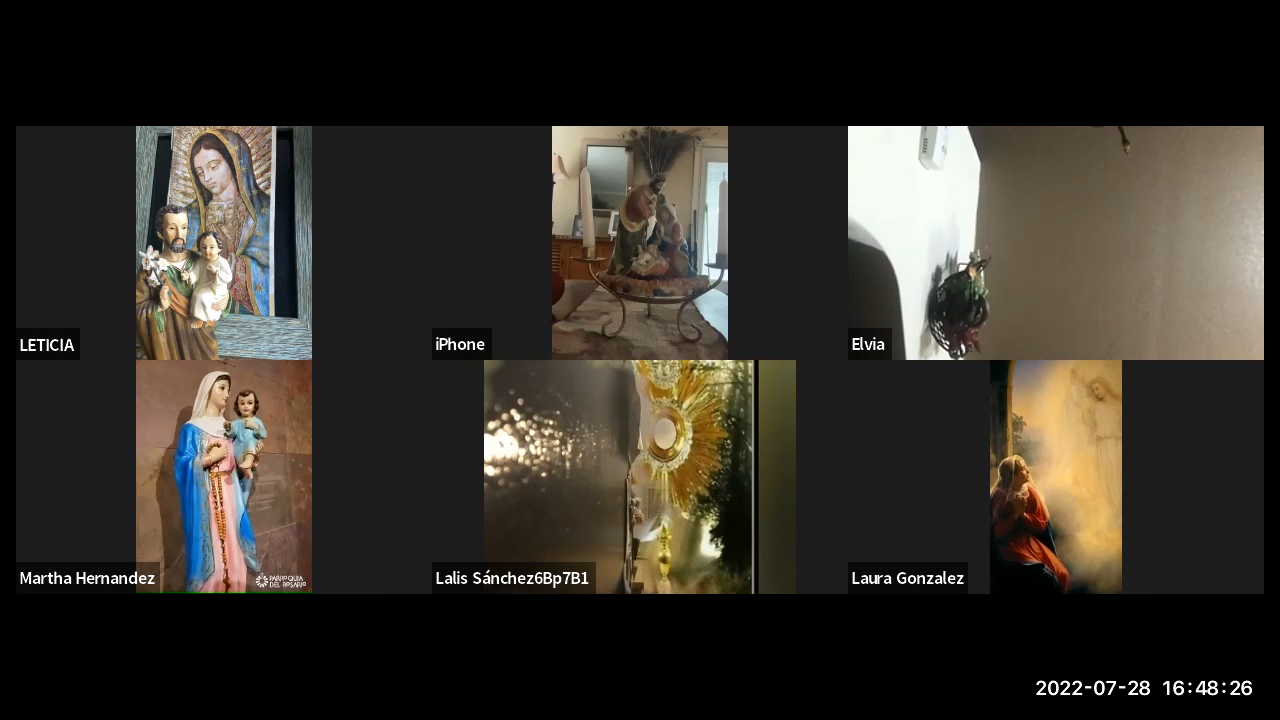 LETICIA
iPhone
Elvia
Martha Hernandez
PARROQUIA
DEL ROSARIO
Lalis Sánchez6Bp7B1
Laura Gonzalez
2022-07-28 16:48:26